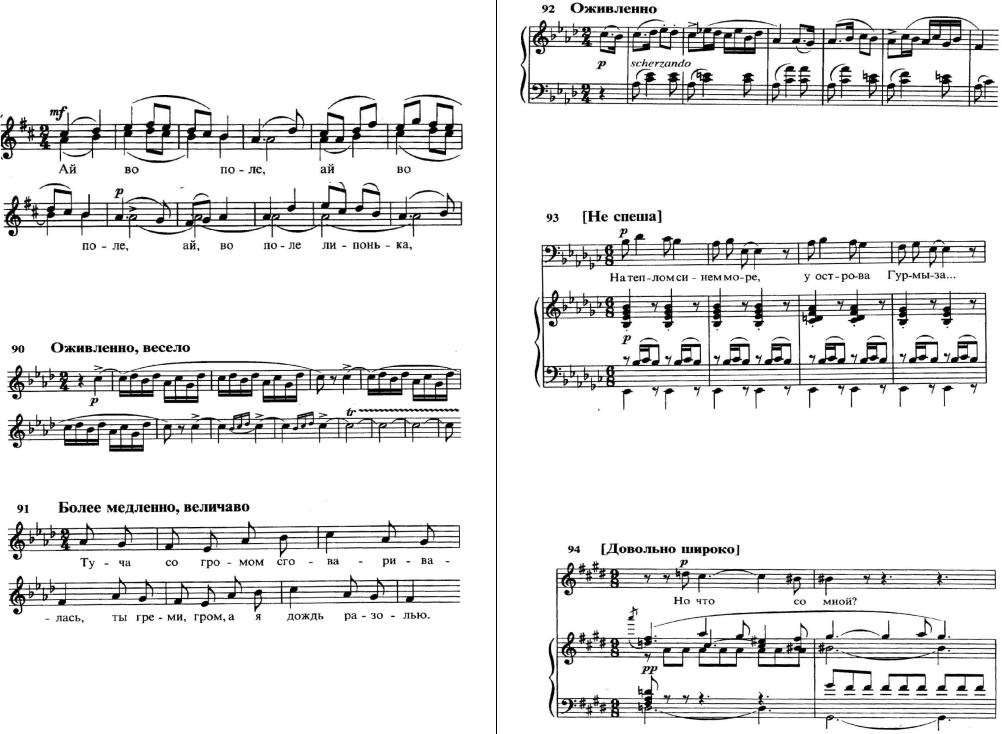 mf
Ай во по - ле, ай во
p
по - ле, ай, во по - ле ли - понь - ка,
90 Оживленно, весело
p
tr
91 Более медленно, величаво
Ту - ча со гро - мом сго - ва - ри - ва -
- лась, ты гре - ми, гром, а я дождь ра - зо - лью.
92 Оживленно
p scherzando
93 [Не спеша]
p
На теп - лом си - нем мо - ре, у ост - ро - ва Гур - мы - за...
p
94 [Довольно широко]
p
Но что со мной?
pp